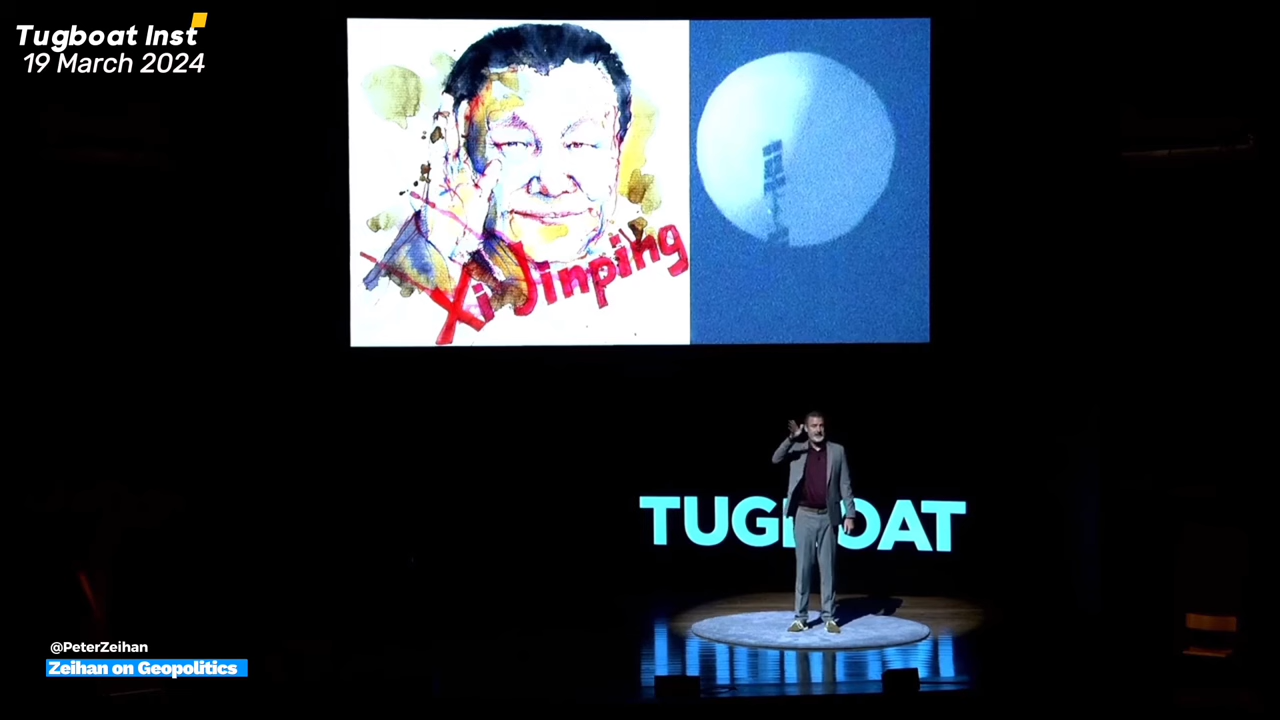 Tugboat Inst
19 March 2024
Xi Jinping
TUGBOAT
@PeterZeihan
Zeihan on Geopolitics